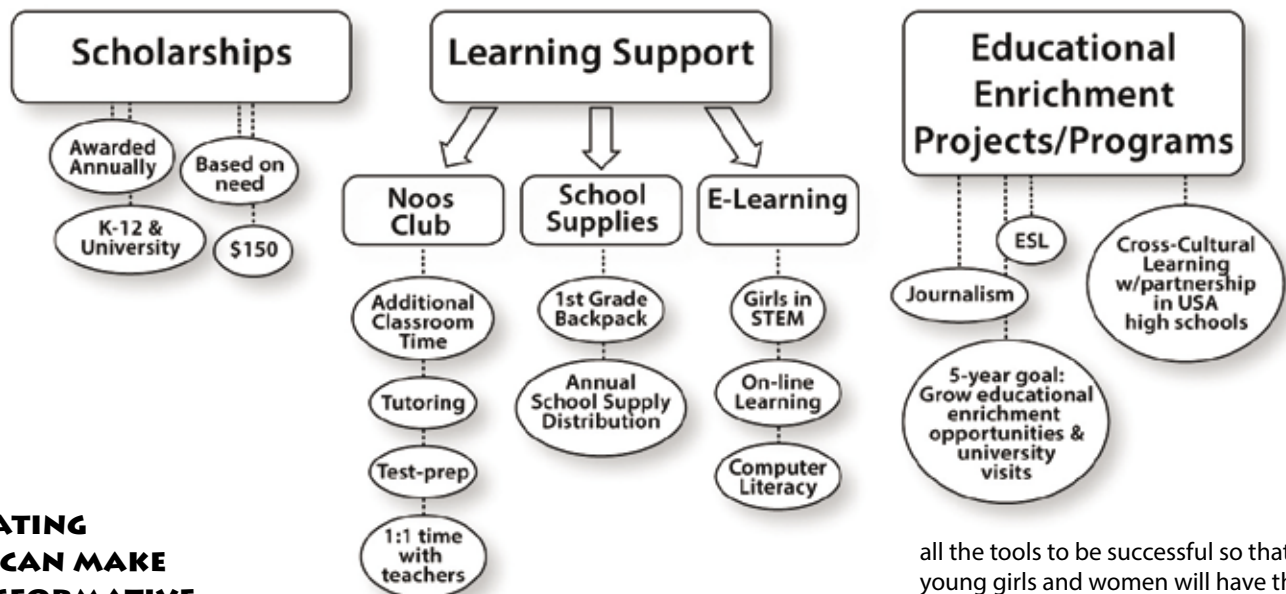 Scholarships
Awarded
Annually
K-12 &
University
Based on
need
$150
Learning Support
Noos
Club
Additional
Classroom
Time
Tutoring
Test-prep
1:1 time
with
teachers
School
Supplies
1st Grade
Backpack
Annual
School Supply
Distribution
E-Learning
Girls in
STEM
On-line
Learning
Computer
Literacy
Educational
Enrichment
Projects/Programs
Journalism
5-year goal:
Grow educational
enrichment
opportunities &
university
visits
ESL
Cross-Cultural
Learning
w/partnership
in USA
high schools
CAN MAKE
all the tools to be successful so that
young girls and women will have